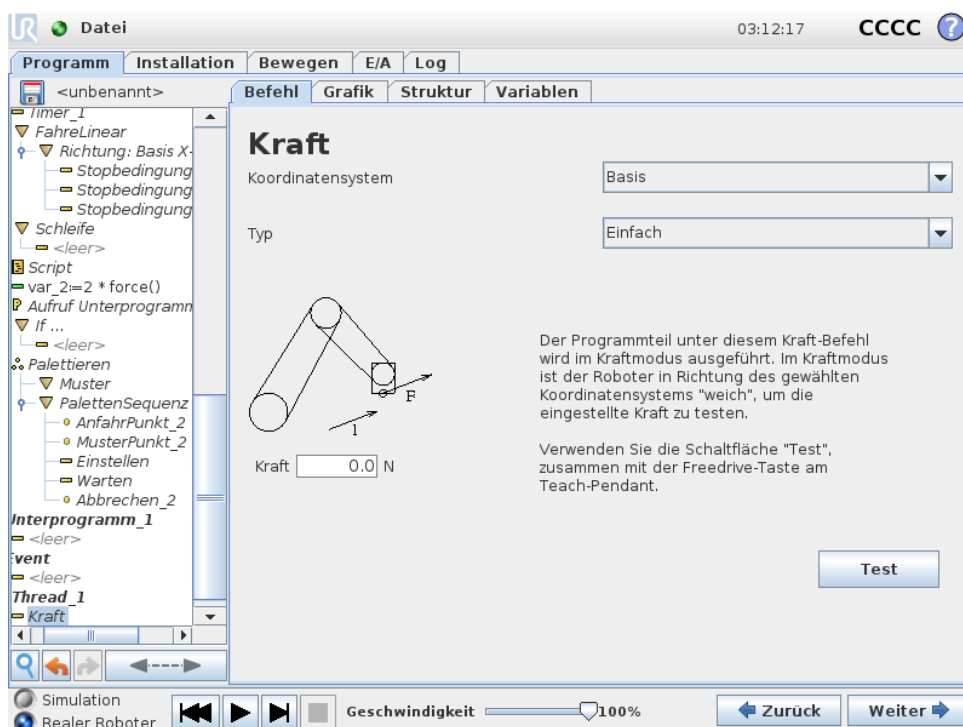 UR Datei 03:12:17 CCCC ?
Programm Installation Bewegen E/A Log
<unbenannt>
Befehl Grafik Struktur Variablen
Timer_1
FahreLinear
Richtung: Basis X-
Stopbedingung
Stopbedingung
Stopbedingung
Schleife
<leer>
Script
var_2:=2 * force()
P Aufruf Unterprogramm
If ...
<leer>
Palettieren
Muster
PalettenSequenz
AnfahrPunkt_2
MusterPunkt_2
Einstellen
Warten
Abbrechen_2
Unterprogramm_1
<leer>
Event
<leer>
Thread_1
Kraft
Kraft
Koordinatensystem Basis
Typ Einfach
F
1
Kraft 0.0 N
Der Programmteil unter diesem Kraft-Befehl
wird im Kraftmodus ausgeführt. Im Kraftmodus
ist der Roboter in Richtung des gewählten
Koordinatensystems "weich", um die
eingestellte Kraft zu testen.
Verwenden Sie die Schaltfläche "Test",
zusammen mit der Freedrive-Taste am
Teach-Pendant.
Test
Simulation
Realer Roboter
Geschwindigkeit 100%
Zurück Weiter